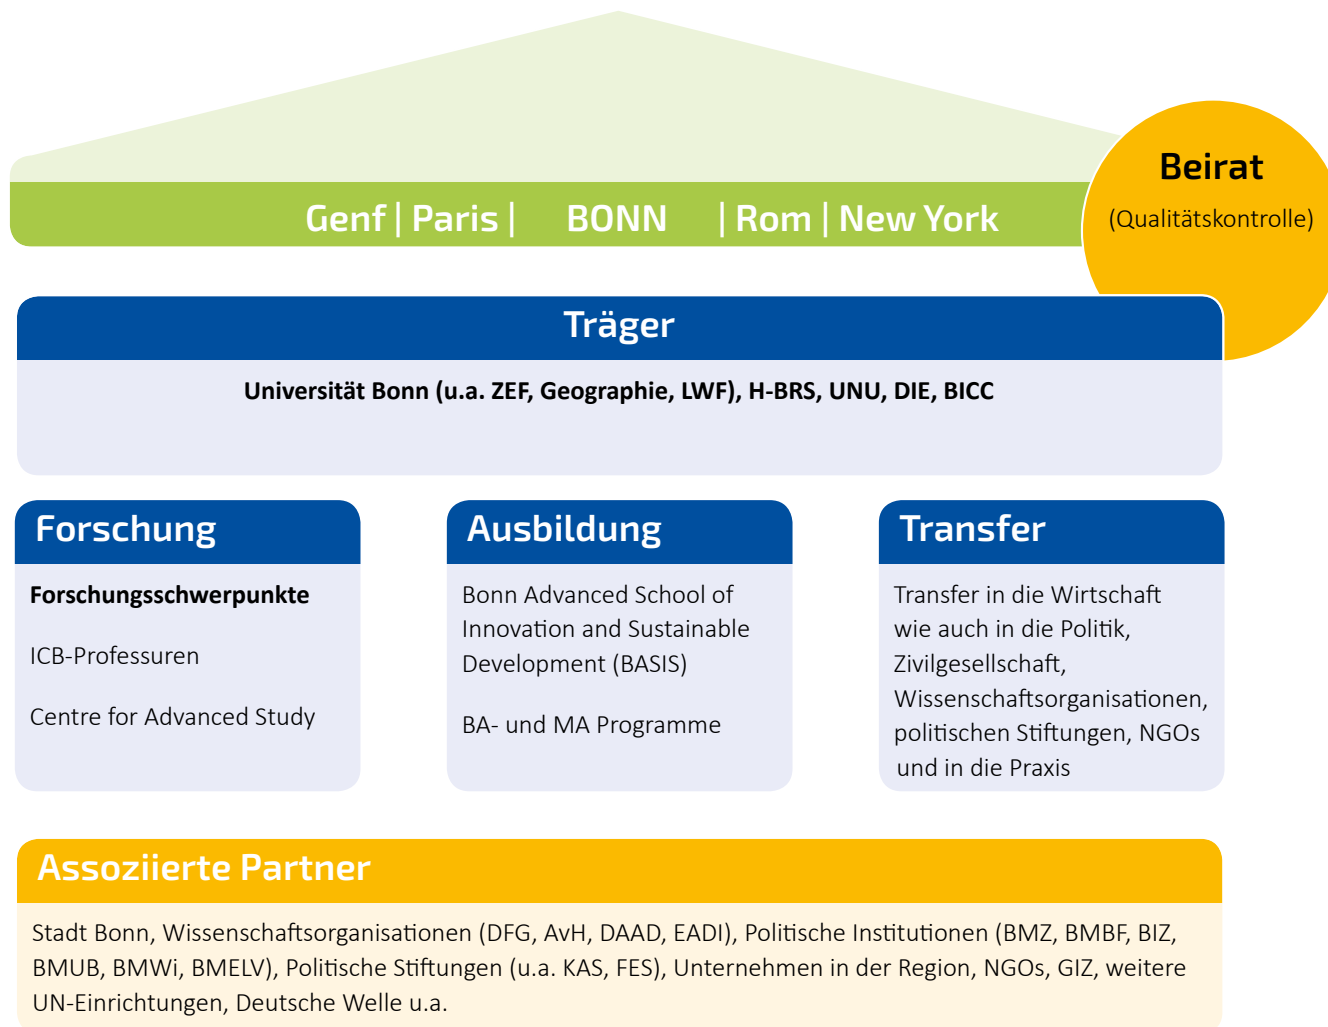 Beirat
(Qualitätskontrolle)
Genf | Paris | BONN | Rom | New York
Träger
Universität Bonn (u.a. ZEF, Geographie, LWF), H-BRS, UNU, DIE, BICC
Forschung
Forschungsschwerpunkte
ICB-Professuren
Centre for Advanced Study
Ausbildung
Bonn Advanced School of
Innovation and Sustainable
Development (BASIS)
BA- und MA Programme
Transfer
Transfer in die Wirtschaft
wie auch in die Politik,
Zivilgesellschaft,
Wissenschaftsorganisationen,
politischen Stiftungen, NGOs
und in die Praxis
Assoziierte Partner
Stadt Bonn, Wissenschaftsorganisationen (DFG, AvH, DAAD, EADI), Politische Institutionen (BMZ, BMBF, BIZ,
BMUB, BMWi, BMELV), Politische Stiftungen (u.a. KAS, FES), Unternehmen in der Region, NGOs, GIZ, weitere
UN-Einrichtungen, Deutsche Welle u.a.